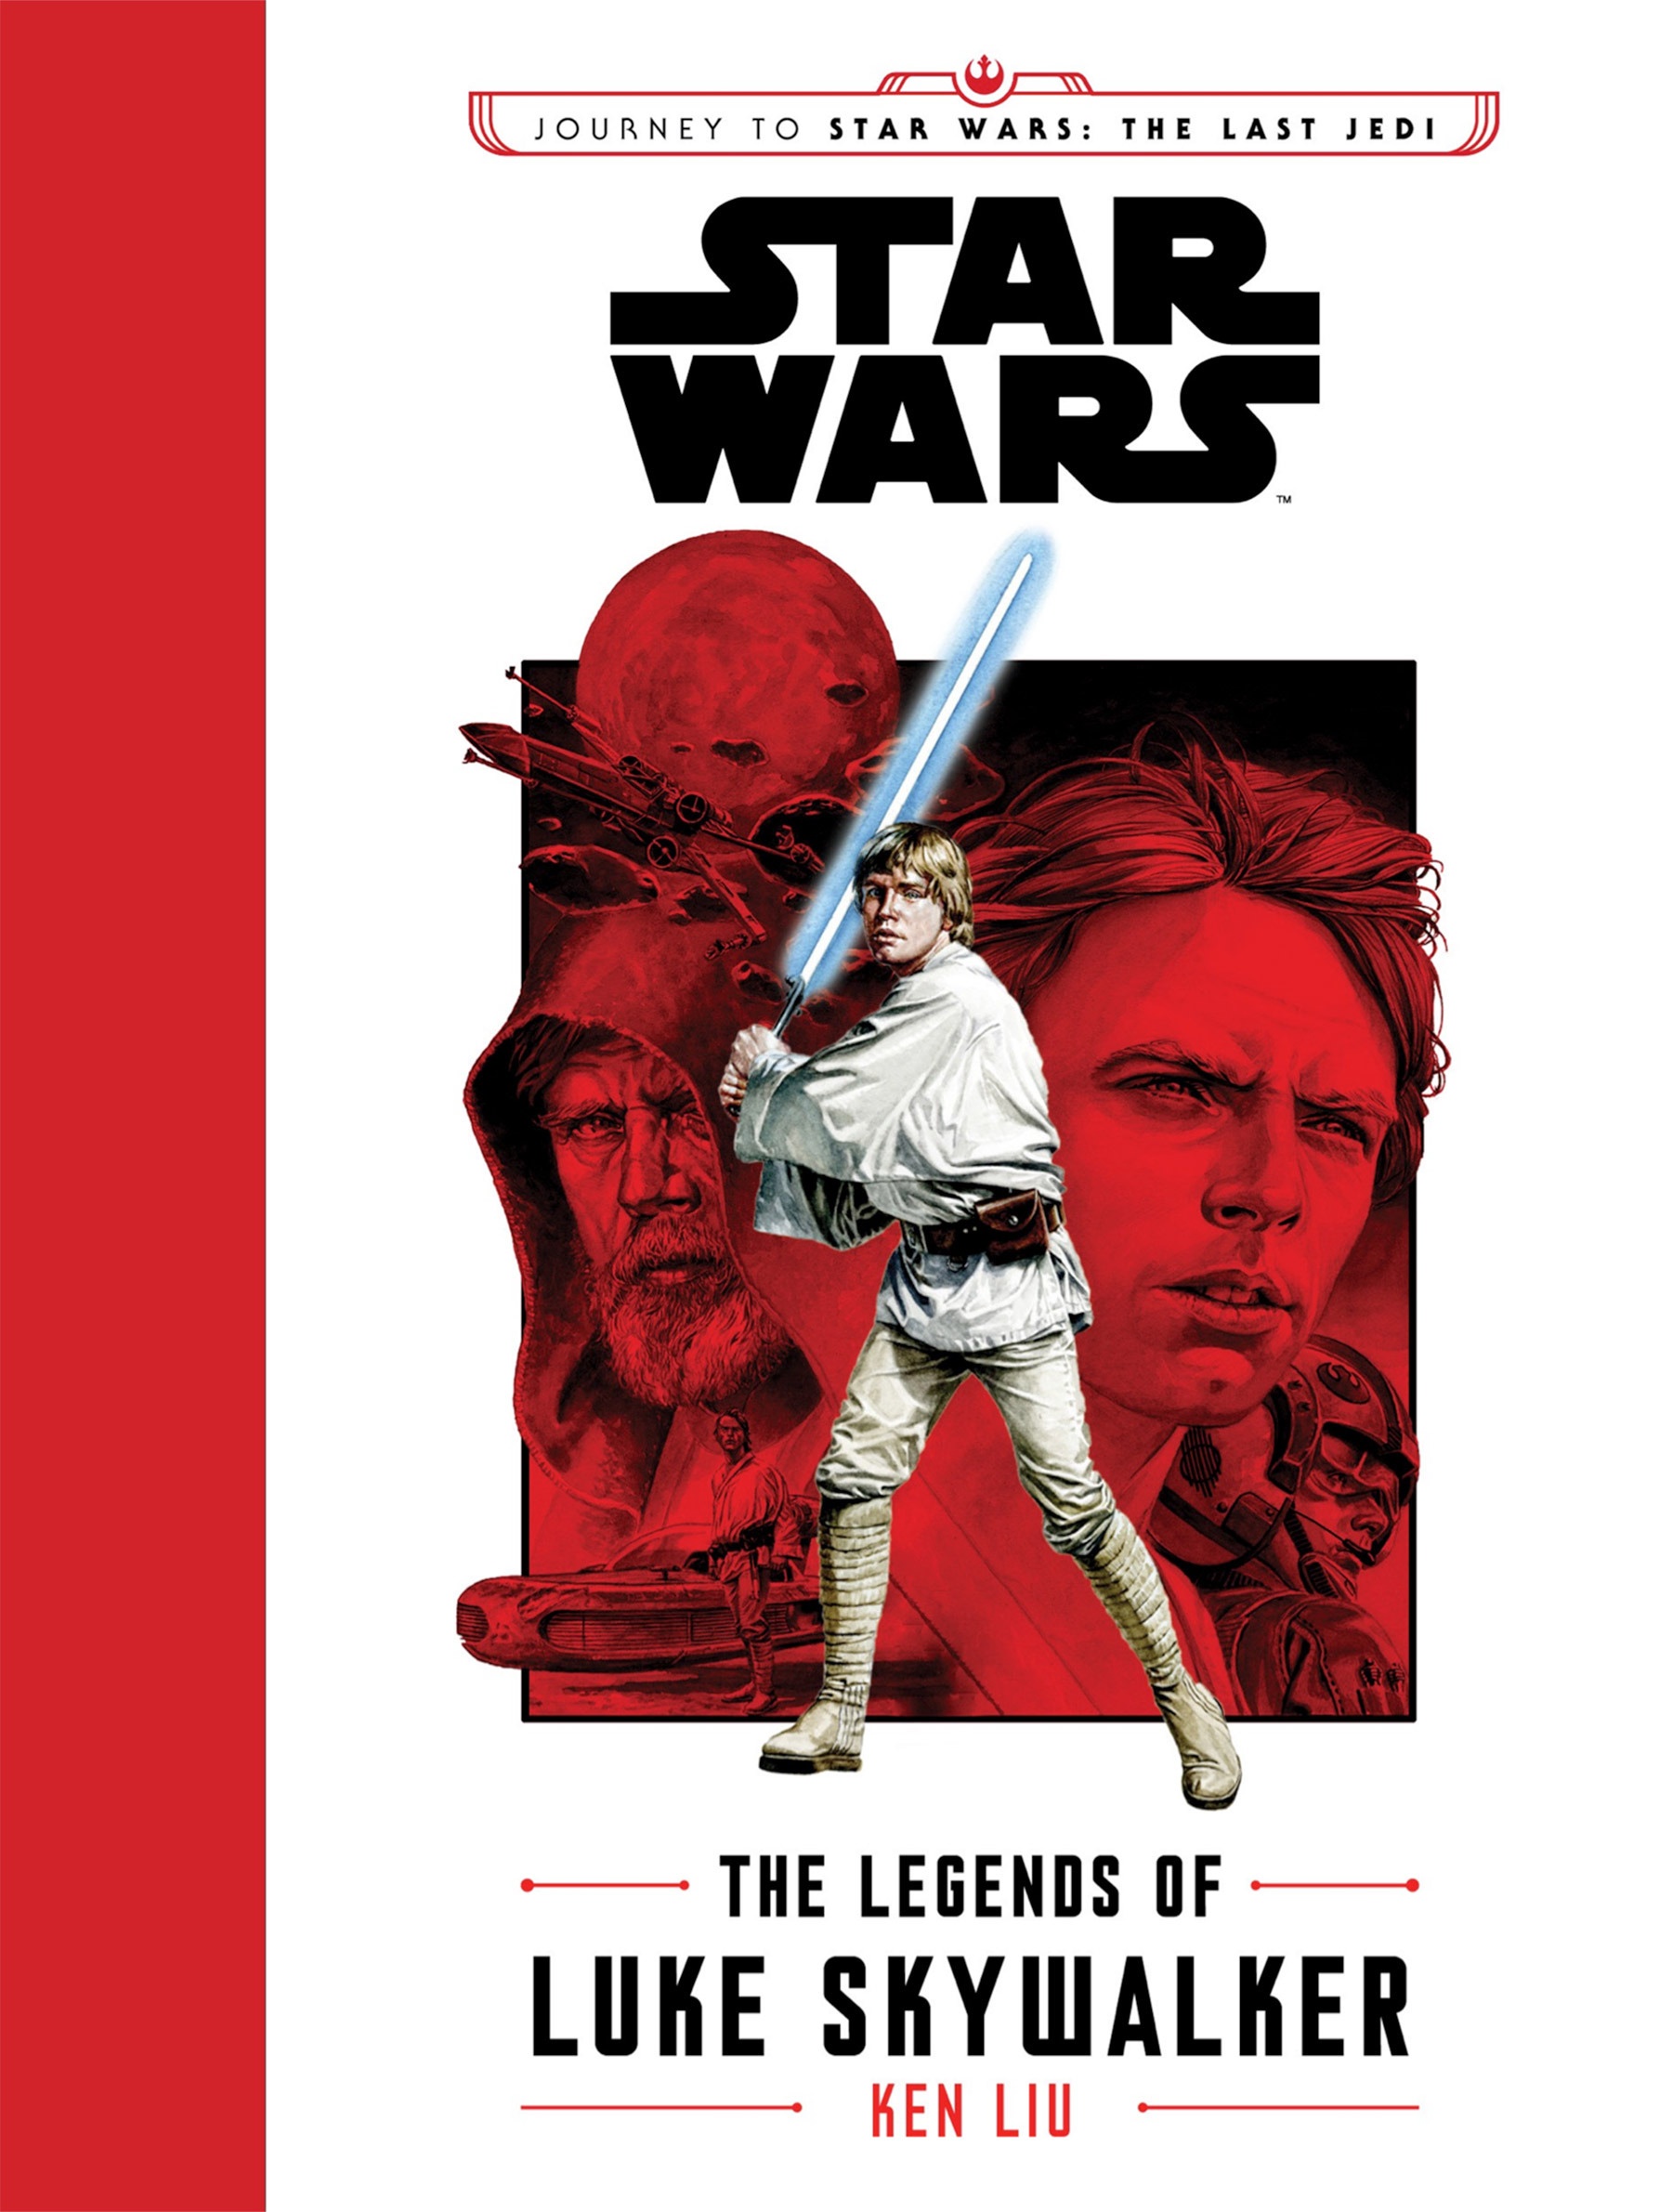 JOURNEY TO STAR WARS: THE LAST JEDI
STAR
WARS
TM
THE LEGENDS OF
LUKE SKYWALKER
KEN LIU